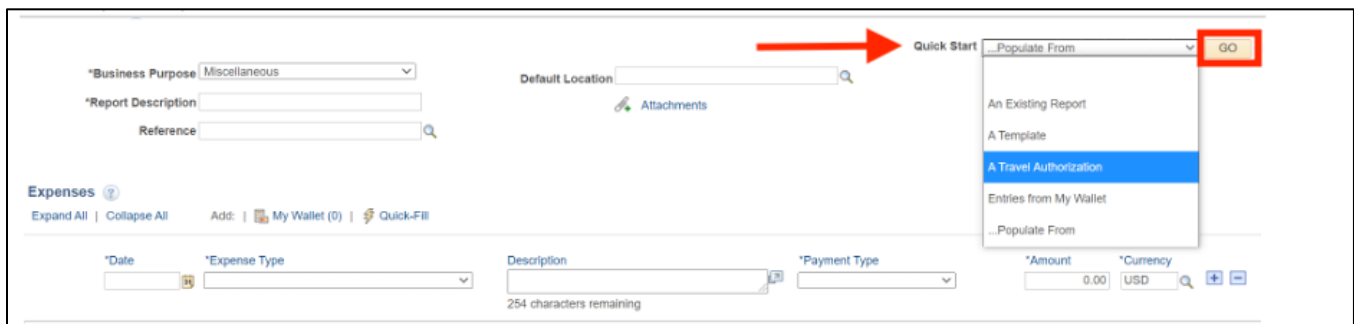 Quick Start ...Populate From GO
*Business Purpose Miscellaneous
Default Location
*Report Description
Attachments
Reference
An Existing Report
A Template
A Travel Authorization
Entries from My Wallet
...Populate From
Expenses ?
Expand All | Collapse All Add: | My Wallet (0) | Quick-Fill
*Date *Expense Type Description *Payment Type *Amount *Currency
0.00 USD
254 characters remaining